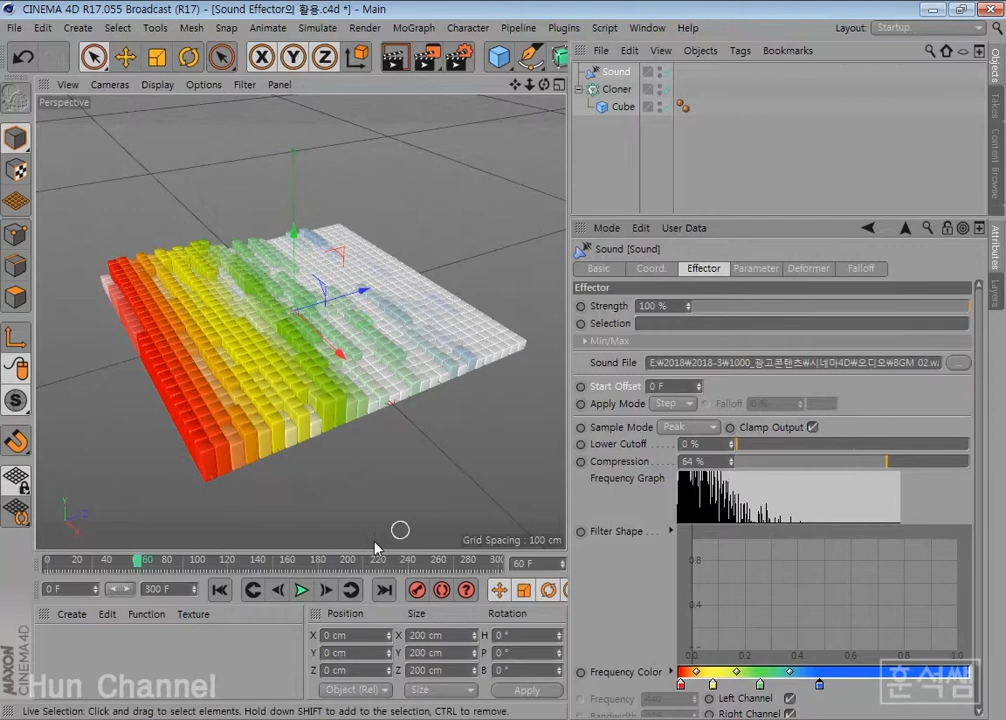 CINEMA 4D R17.055 Broadcast (R17) - [Sound Effector의 활용.c4d *] - Main
File Edit Create Select Tools Mesh Snap Animate Simulate Render MoGraph Character Pipeline Plugins Script Window Help Layout: Startup
X Y Z
File Edit View Objects Tags Bookmarks
Sound
Cloner
Cube
View Cameras Display Options Filter Panel
Perspective
Grid Spacing : 100 cm
Y
Z
X
Objects
Takes
Content Browser
Attributes
Layers
Mode Edit User Data
Sound [Sound]
Basic Coord. Effector Parameter Deformer Falloff
Effector
Strength 100 %
Selection
Min/Max
Sound File E:₩2018₩2018-3₩1000_광고콘텐츠₩시네마4D₩오디오₩BGM 02.wa
Start Offset 0 F
Apply Mode Step Falloff 0 %
Sample Mode Peak Clamp Output
Lower Cutoff 0 %
Compression 64 %
Frequency Graph
Filter Shape
0.8
0.4
0.0 0.2 0.4 0.6 0.8 1.0
Frequency Color
Frequency 440 Left Channel
Bandwidth Right Channel
0 20 40 60 80 100 120 140 160 180 200 220 240 260 280 300
60 F
0 F 300 F
Create Edit Function Texture
Position Size Rotation
X 0 cm X 200 cm H 0 °
Y 0 cm Y 200 cm P 0 °
Z 0 cm Z 200 cm B 0 °
Object (Rel) Size Apply
MAXON
CINEMA 4D
Hun Channel
훈석쌤
Live Selection: Click and drag to select elements. Hold down SHIFT to add to the selection, CTRL to remove.